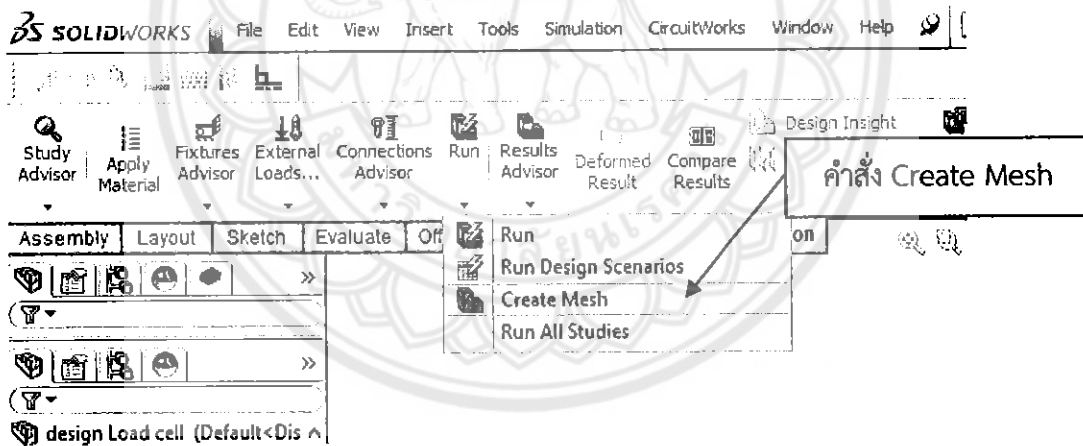 SOLIDWORKS File Edit View Insert Tools Simulation CircuitWorks Window Help
Study Advisor
Apply Material
Fixtures Advisor
External Loads...
Connections Advisor
Run
Results Advisor
Deformed Result
Compare Results
Design Insight
คำสั่ง Create Mesh
Assembly Layout Sketch Evaluate Off on
Run
Run Design Scenarios
Create Mesh
Run All Studies
design Load cell (Default<Dis